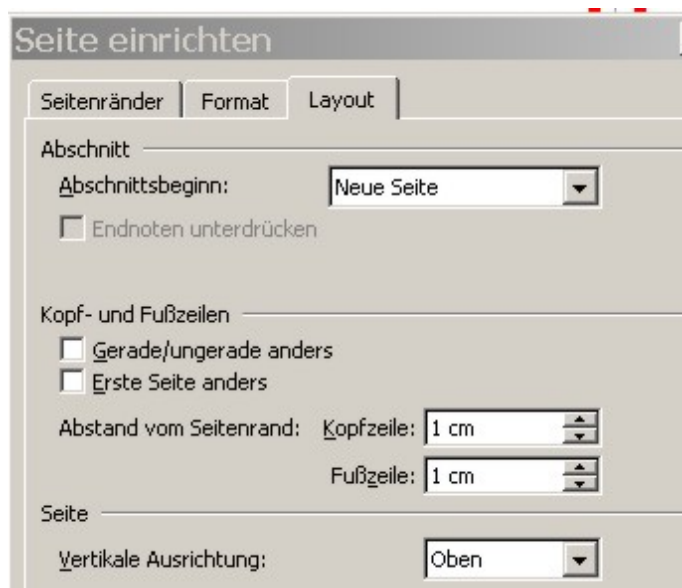 Seite einrichten
Seitenränder Format Layout
Abschnitt
Abschnittsbeginn: Neue Seite
Endnoten unterdrücken
Kopf- und Fußzeilen
Gerade/ungerade anders
Erste Seite anders
Abstand vom Seitenrand: Kopfzeile: 1 cm
Fußzeile: 1 cm
Seite
Vertikale Ausrichtung: Oben